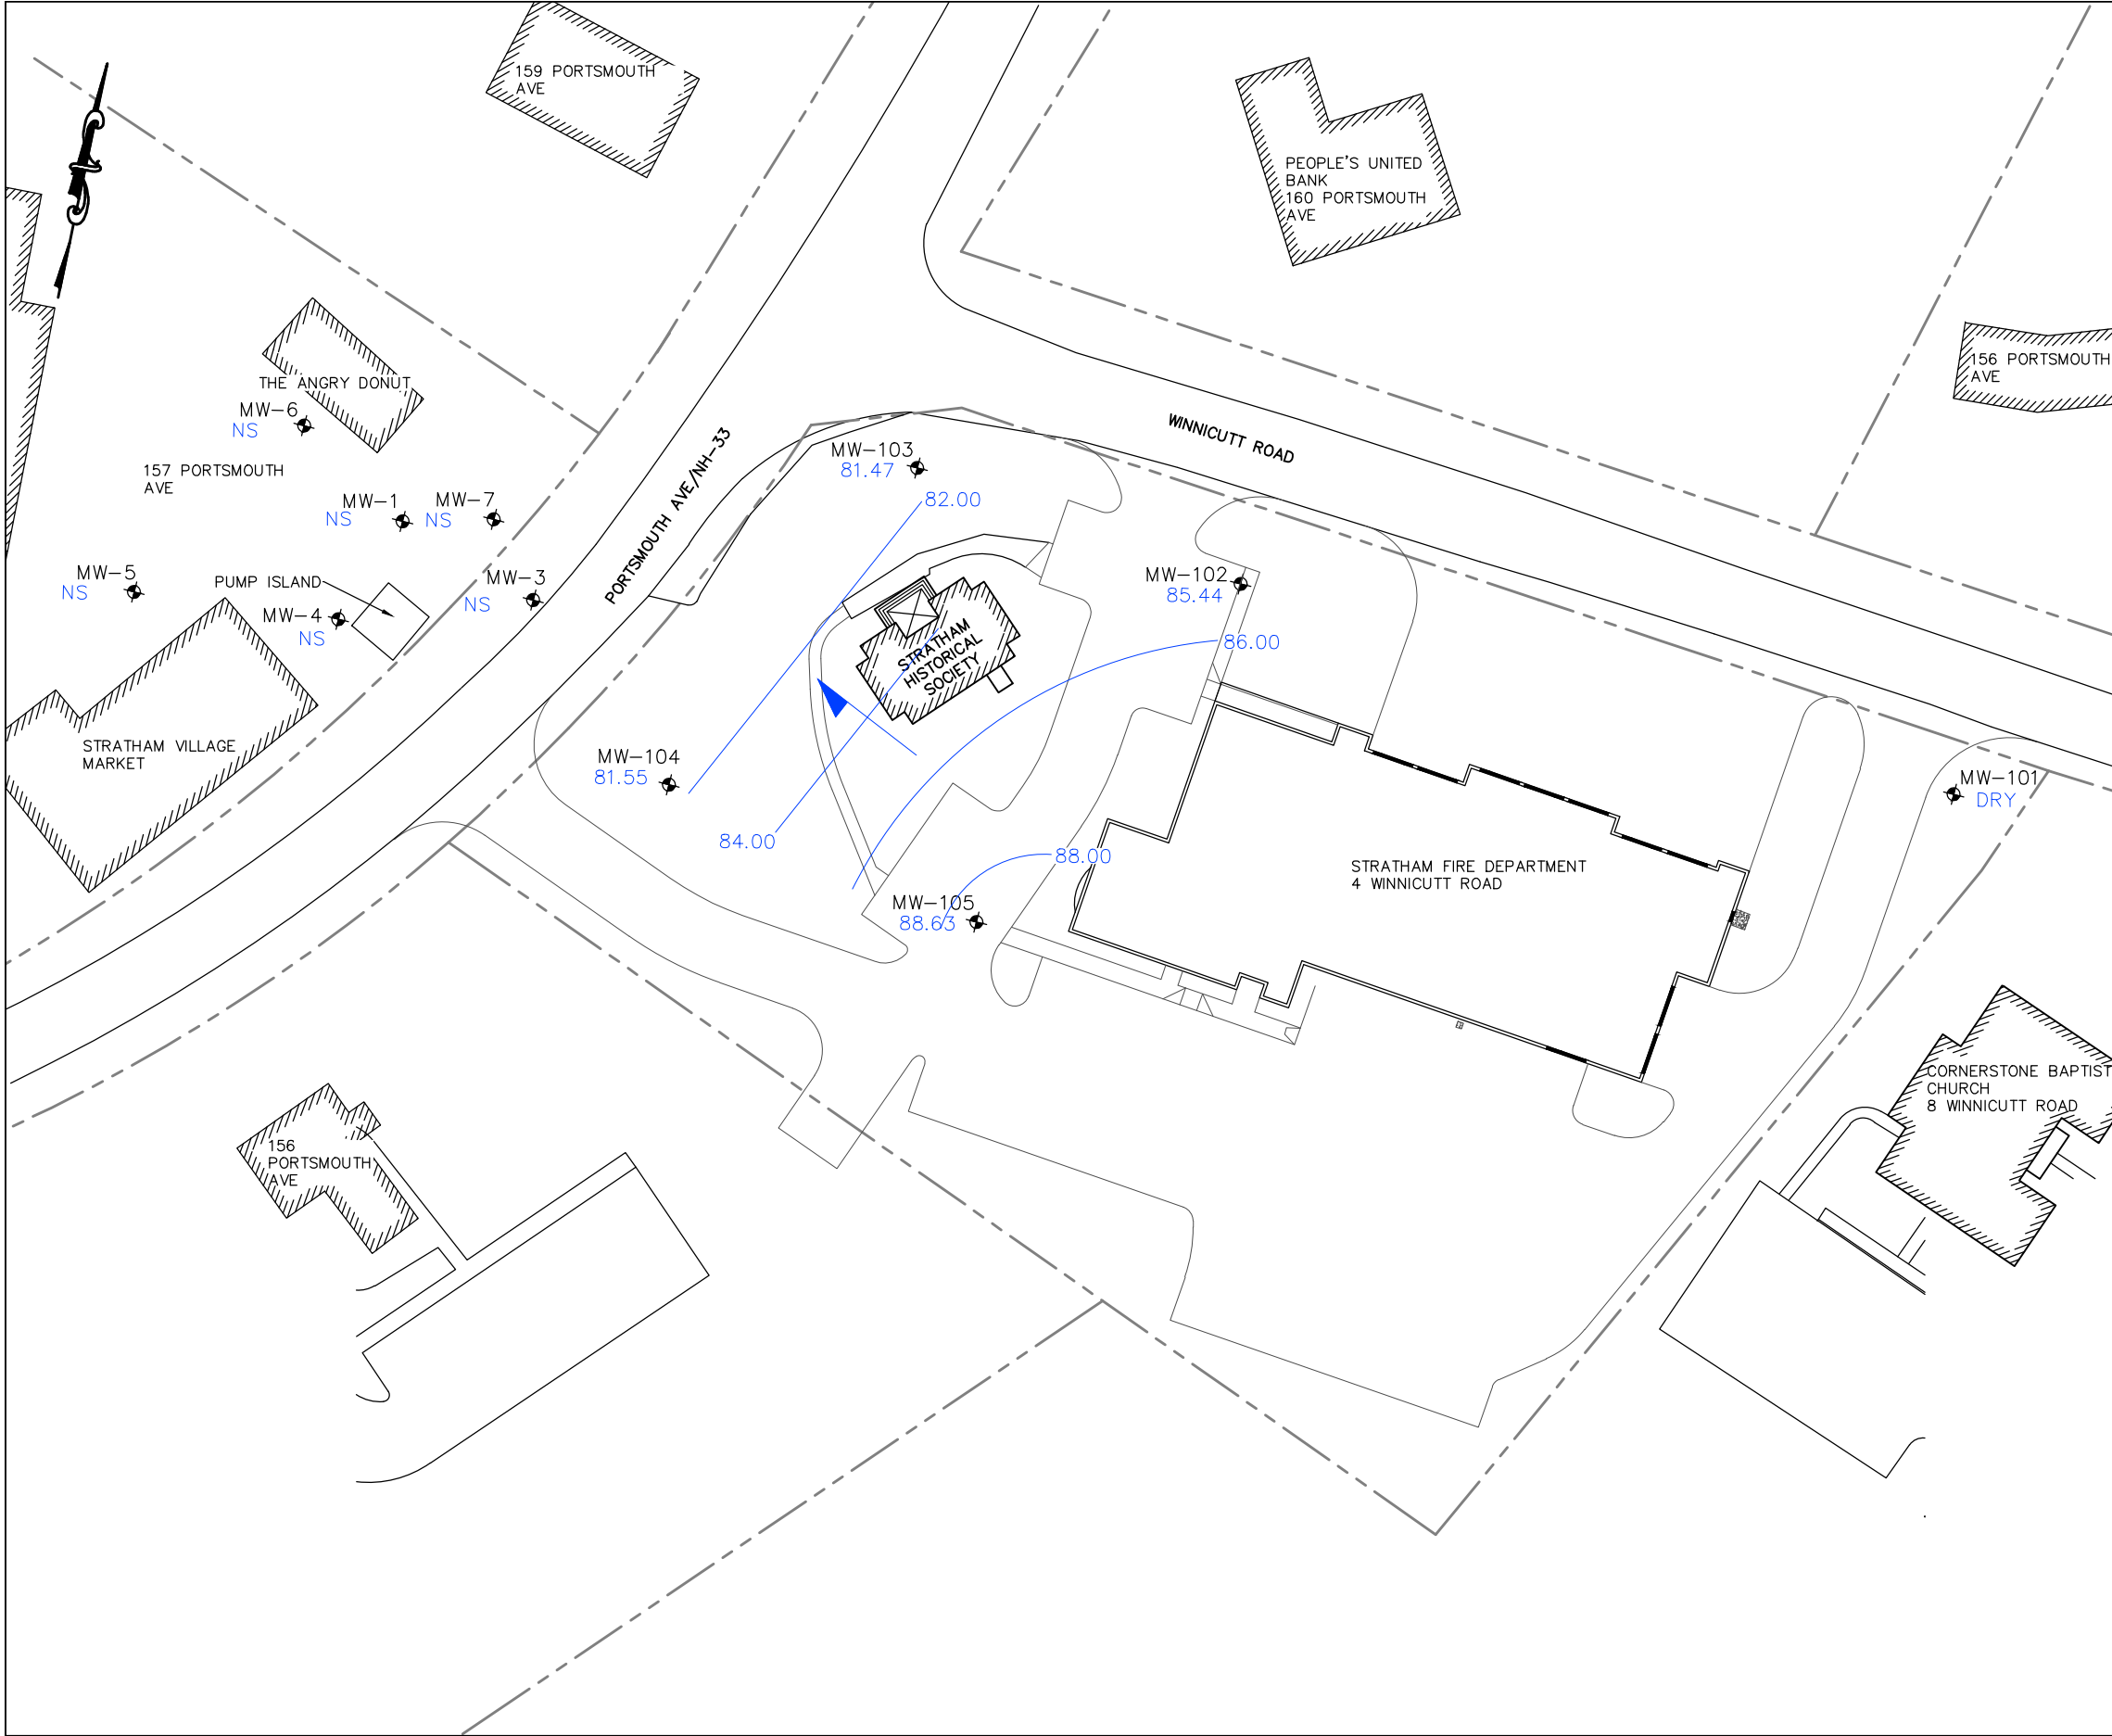 159 PORTSMOUTH
AVE
PEOPLE'S UNITED
BANK
160 PORTSMOUTH
AVE
156 PORTSMOUTH
AVE
THE ANGRY DONUT
MW-6
NS
157 PORTSMOUTH
AVE
MW-1
NS
MW-7
NS
MW-5
NS
PUMP ISLAND
MW-4
NS
MW-3
NS
PORTSMOUTH AVE/NH-33
WINNICUTT ROAD
MW-103
81.47
82.00
MW-102
85.44
86.00
STRATHAM
HISTORICAL
SOCIETY
STRATHAM VILLAGE
MARKET
MW-104
81.55
84.00
88.00
MW-105
88.63
STRATHAM FIRE DEPARTMENT
4 WINNICUTT ROAD
MW-101
DRY
CORNERSTONE BAPTIST
CHURCH
8 WINNICUTT ROAD
156
PORTSMOUTH
AVE